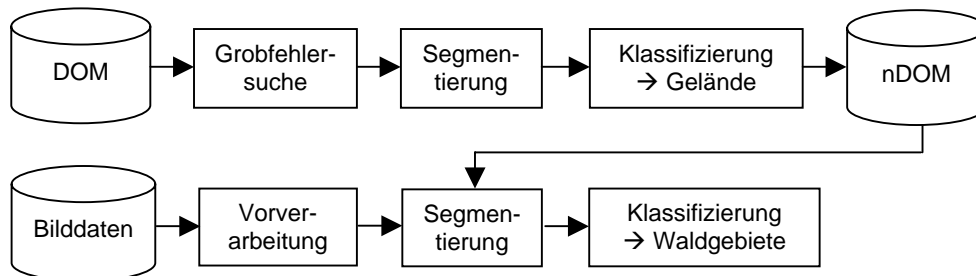 DOM
Grobfehler-
suche
Segmen-
tierung
Klassifizierung
→ Gelände
nDOM
Bilddaten
Vorver-
arbeitung
Segmen-
tierung
Klassifizierung
→ Waldgebiete